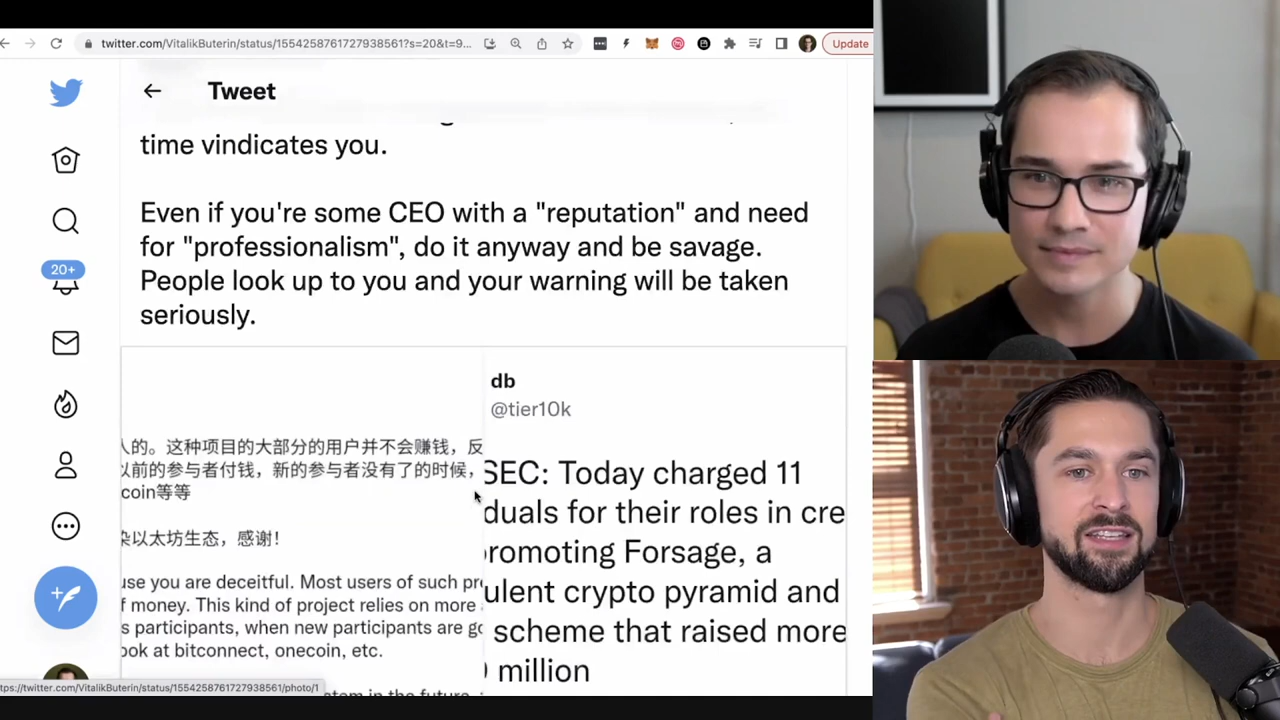 twitter.com/VitalikButerin/status/1554258761727938561?s=20&t=9...
Update
Tweet
time vindicates you.
Even if you're some CEO with a "reputation" and need
for "professionalism", do it anyway and be savage.
People look up to you and your warning will be taken
seriously.
20+
人的。这种项目的大部分的用户并不会赚钱，反
以前的参与者付钱，新的参与者没有了的时候，
coin等等
染以太坊生态，感谢！
use you are deceitful. Most users of such pr
f money. This kind of project relies on more
s participants, when new participants are go
ook at bitconnect, onecoin, etc.
stem in the future
db
@tier10k
SEC: Today charged 11
duals for their roles in cre
promoting Forsage, a
ulent crypto pyramid and
scheme that raised more
million
ttps://twitter.com/VitalikButerin/status/1554258761727938561/photo/1